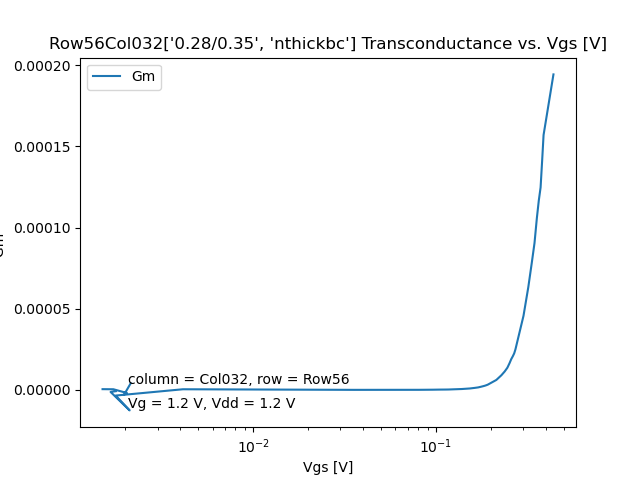 Row56Col032['0.28/0.35', 'nthickbc'] Transconductance vs. Vgs [V]
Gm
0.00020
0.00015
0.00010
0.00005
0.00000
column = Col032, row = Row56
Vg = 1.2 V, Vdd = 1.2 V
10⁻²
10⁻¹
Vgs [V]